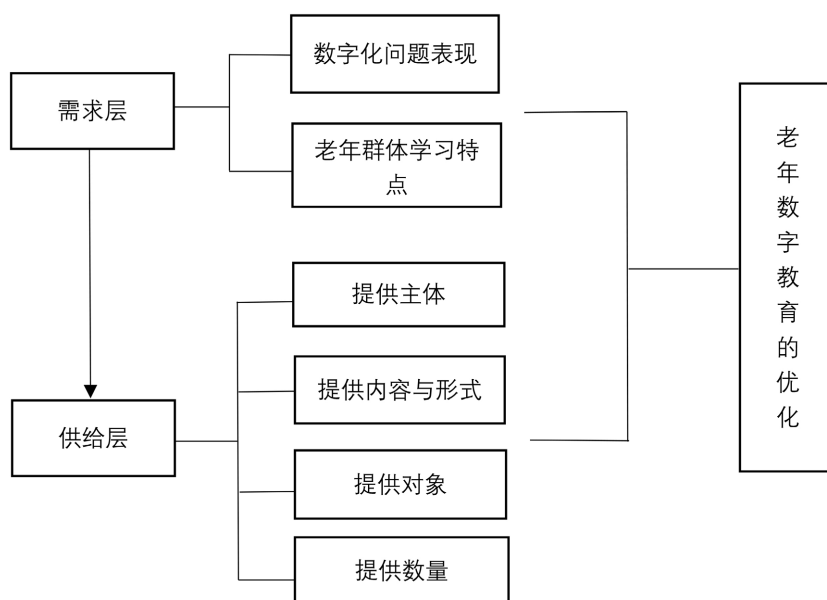 数字化问题表现
需求层
老年群体学习特
点
提供主体
提供内容与形式
供给层
提供对象
提供数量
老年数字教育的优化